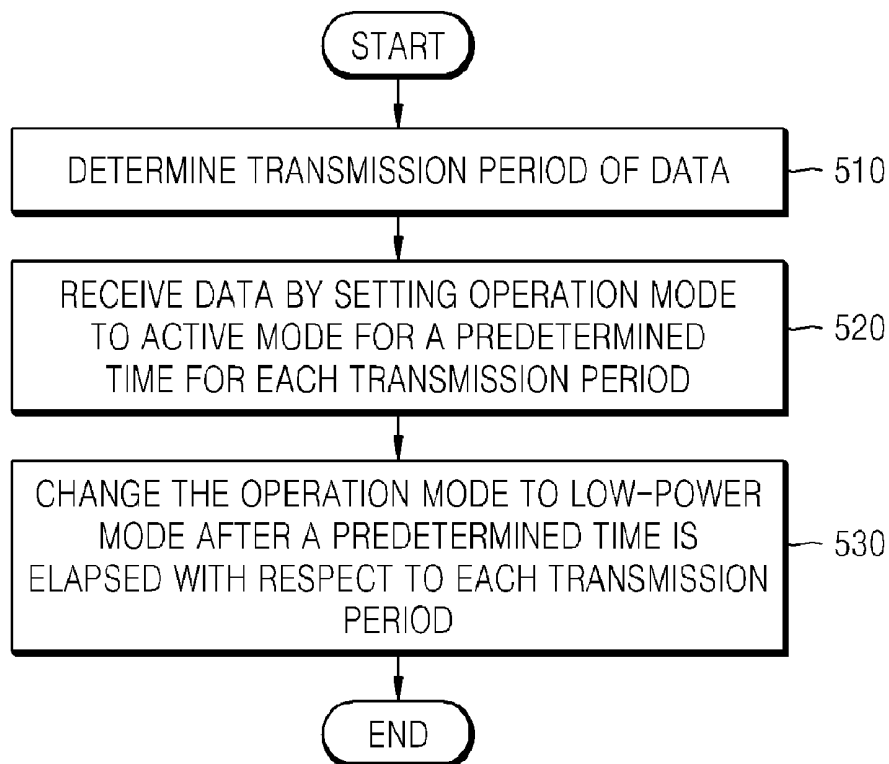 START
DETERMINE TRANSMISSION PERIOD OF DATA
510
RECEIVE DATA BY SETTING OPERATION MODE
TO ACTIVE MODE FOR A PREDETERMINED
TIME FOR EACH TRANSMISSION PERIOD
520
CHANGE THE OPERATION MODE TO LOW-POWER
MODE AFTER A PREDETERMINED TIME IS
ELAPSED WITH RESPECT TO EACH TRANSMISSION
PERIOD
530
END